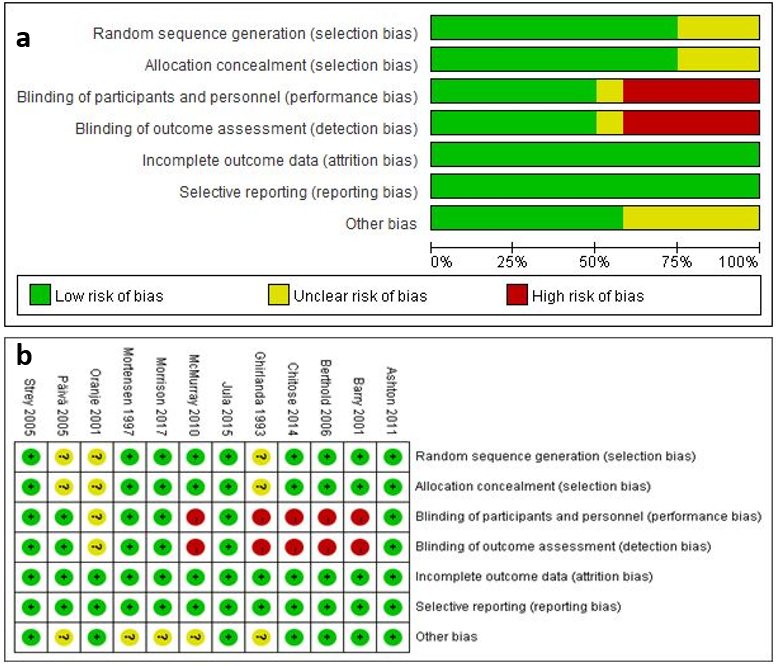 a
Random sequence generation (selection bias)
Allocation concealment (selection bias)
Blinding of participants and personnel (performance bias)
Blinding of outcome assessment (detection bias)
Incomplete outcome data (attrition bias)
Selective reporting (reporting bias)
Other bias
0% 25% 50% 75% 100%
Low risk of bias Unclear risk of bias High risk of bias
b
Strey 2005
Päivä 2005
Oranje 2001
Mortensen 1997
Morrison 2017
McMurray 2010
Jula 2015
Ghirlanda 1993
Chitose 2014
Berthold 2006
Barry 2001
Ashton 2011
+ ? ? + + + + ? + + + + Random sequence generation (selection bias)
+ ? ? + + + + ? + + + + Allocation concealment (selection bias)
+ + ? + + - + - - - - + Blinding of participants and personnel (performance bias)
+ + ? + + - + - - - - + Blinding of outcome assessment (detection bias)
+ + + + + + + + + + + + Incomplete outcome data (attrition bias)
+ + + + + + + + + + + + Selective reporting (reporting bias)
+ ? + ? ? ? + ? + + + + Other bias